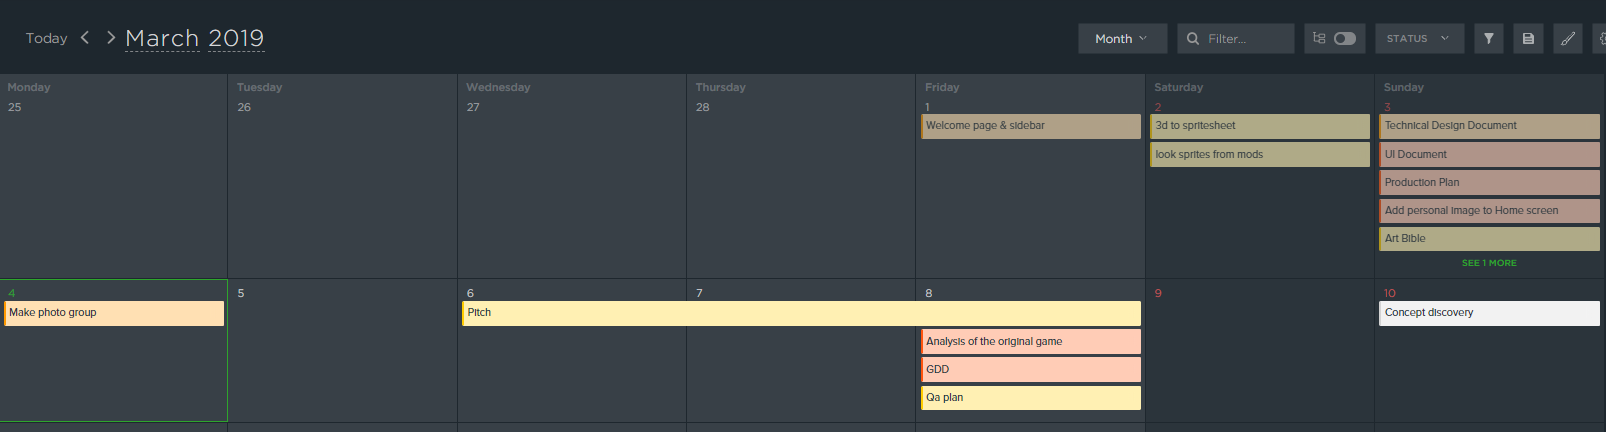 Today March 2019 Month Filter... STATUS
Monday Tuesday Wednesday Thursday Friday Saturday Sunday
25 26 27 28 1 2 3
Welcome page & sidebar 3d to spritesheet Technical Design Document
look sprites from mods UI Document
Production Plan
Add personal image to Home screen
Art Bible
SEE 1 MORE
4 5 6 7 8 9 10
Make photo group Pitch Concept discovery
Analysis of the original game
GDD
Qa plan